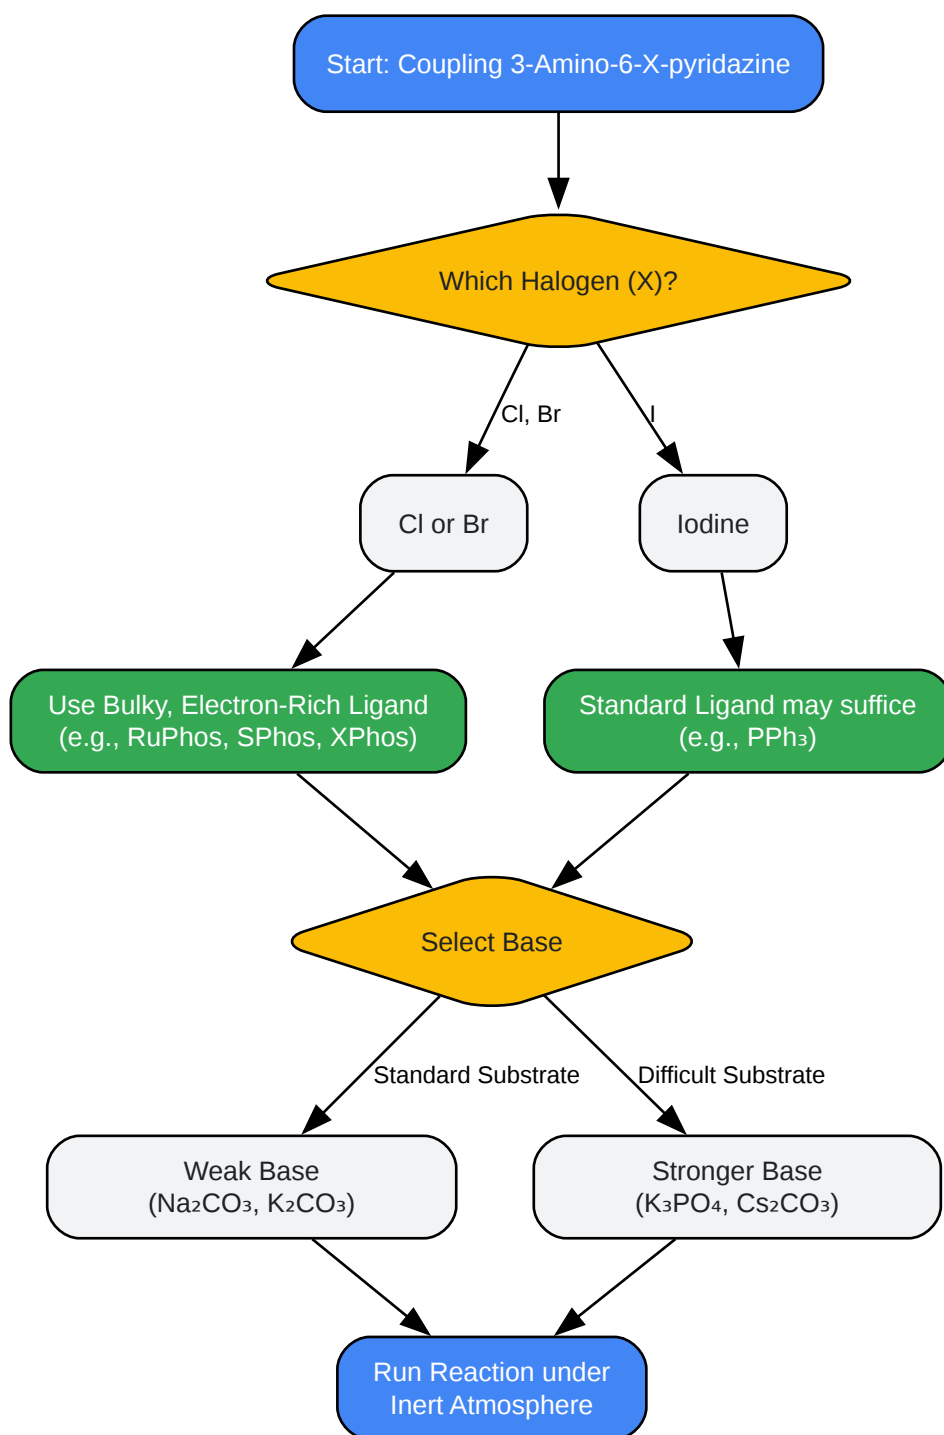 Start: Coupling 3-Amino-6-X-pyridazine
Which Halogen (X)?
Cl, Br
I
Cl or Br
Iodine
Use Bulky, Electron-Rich Ligand
(e.g., RuPhos, SPhos, XPhos)
Standard Ligand may suffice
(e.g., PPh₃)
Select Base
Standard Substrate
Difficult Substrate
Weak Base
(Na₂CO₃, K₂CO₃)
Stronger Base
(K₃PO₄, Cs₂CO₃)
Run Reaction under
Inert Atmosphere